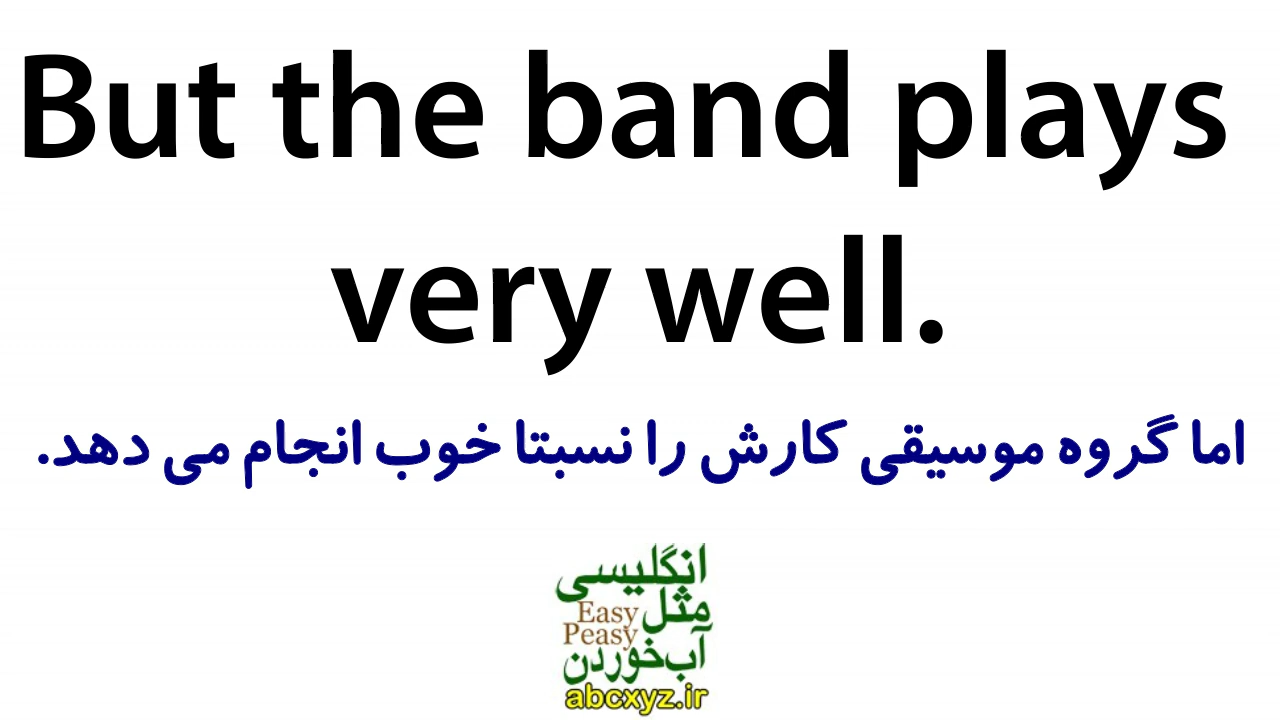 But the band plays
very well.
اما گروه موسیقی کارش را نسبتا خوب انجام می دهد.
انگلیسی
مثل
Easy
Peasy
آب‌خوردن
abcxyz.ir